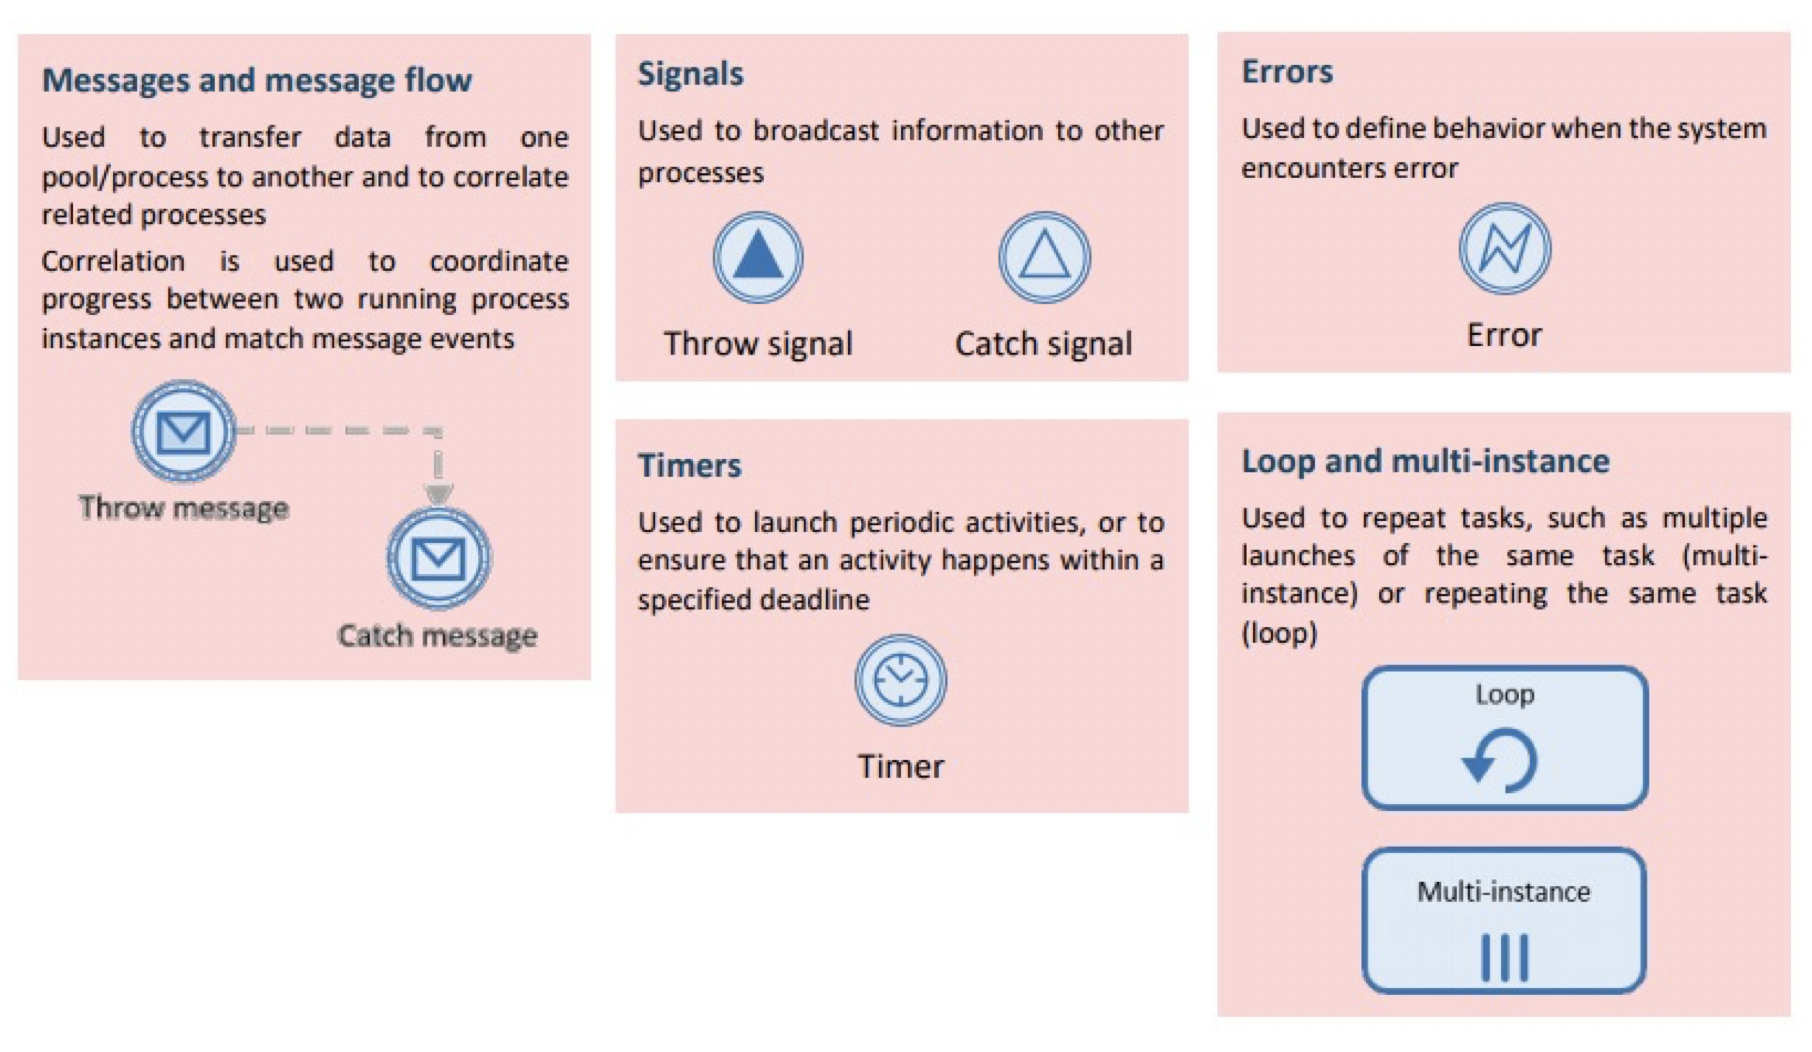 Messages and message flow
Used to transfer data from one
pool/process to another and to correlate
related processes
Correlation is used to coordinate
progress between two running process
instances and match message events
Throw message
Catch message
Signals
Used to broadcast information to other
processes
Throw signal
Catch signal
Timers
Used to launch periodic activities, or to
ensure that an activity happens within a
specified deadline
Timer
Errors
Used to define behavior when the system
encounters error
Error
Loop and multi-instance
Used to repeat tasks, such as multiple
launches of the same task (multi-
instance) or repeating the same task
(loop)
Loop
Multi-instance